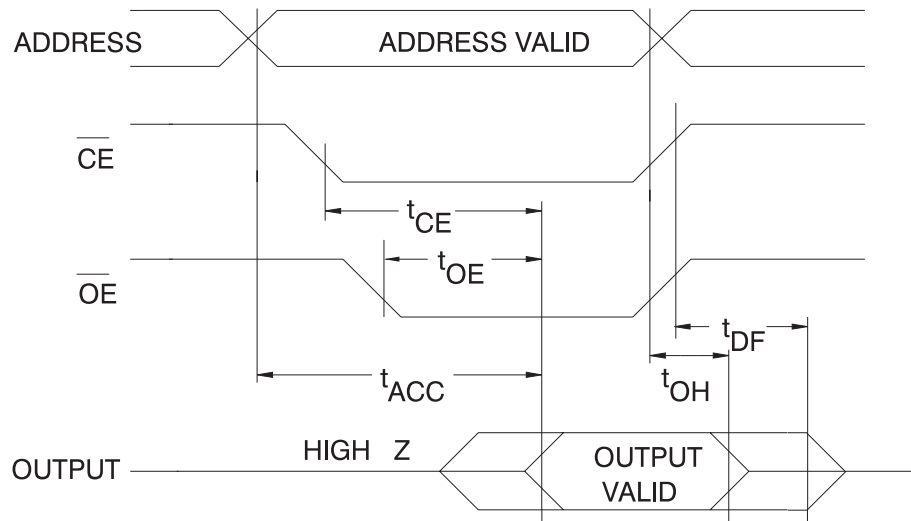 ADDRESS
ADDRESS VALID
CE
tCE
OE
tOE
tDF
tACC
tOH
HIGH Z
OUTPUT
OUTPUT
VALID